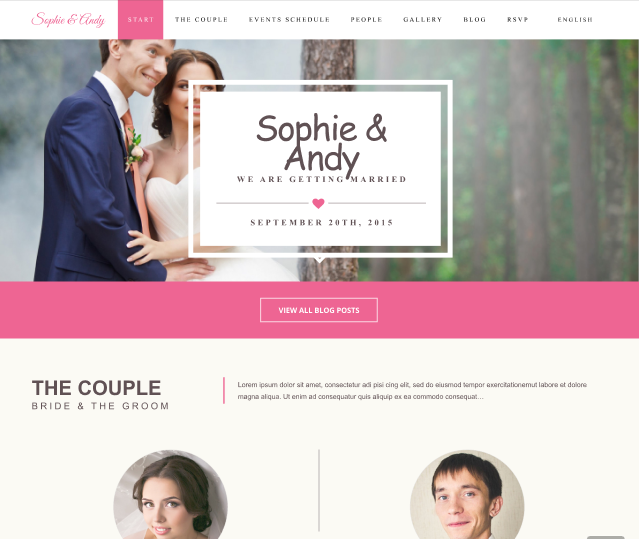 Sophie & Andy
START
THE COUPLE
EVENTS SCHEDULE
PEOPLE
GALLERY
BLOG
RSVP
ENGLISH
Sophie &
Andy
WE ARE GETTING MARRIED
SEPTEMBER 20TH, 2015
VIEW ALL BLOG POSTS
THE COUPLE
BRIDE & THE GROOM
Lorem ipsum dolor sit amet, consectetur adi pisi cing elit, sed do eiusmod tempor exercitationemut labore et dolore
magna aliqua. Ut enim ad consequatur quis aliquip ex ea commodo consequat...